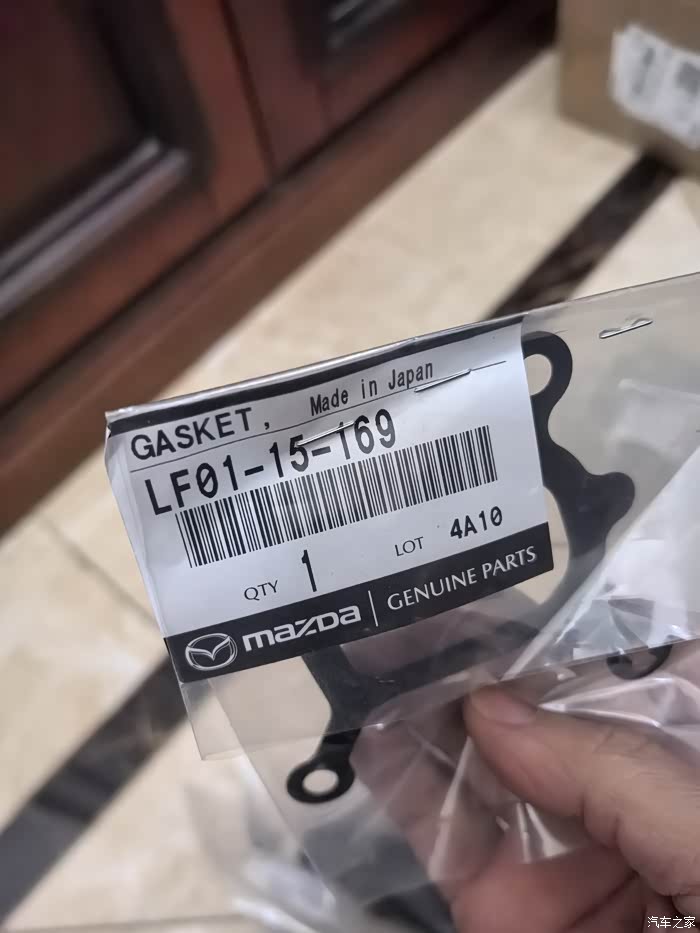 GASKET, Made in Japan
LF01-15-169
QTY 1 LOT 4A10
mazda | GENUINE PARTS
汽车之家